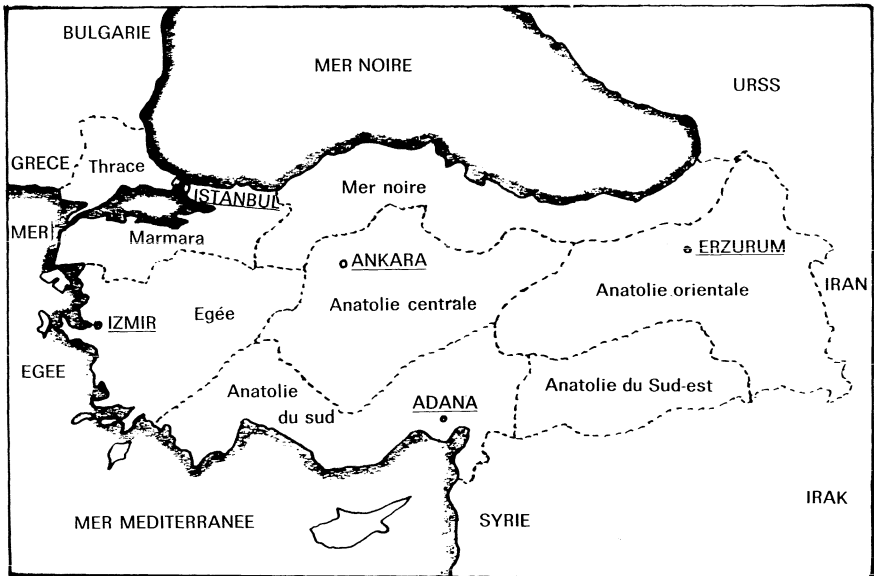 BULGARIE
MER NOIRE
URSS
GRECE
Thrace
ISTANBUL
Mer noire
MER
Marmara
ANKARA
ERZURUM
IZMIR
Egée
Anatolie centrale
Anatolie orientale
IRAN
EGEE
Anatolie
du sud
ADANA
Anatolie du Sud-est
MER MEDITERRANEE
SYRIE
IRAK